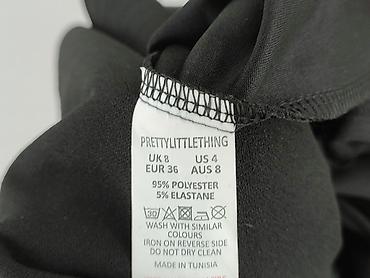 PRETTYLITTLETHING
UK 8 US 4
EUR 36 AUS 8
95% POLYESTER
5% ELASTANE
30
WASH WITH SIMILAR
COLOURS
IRON ON REVERSE SIDE
DO NOT DRY CLEAN
MADE IN TUNISIA